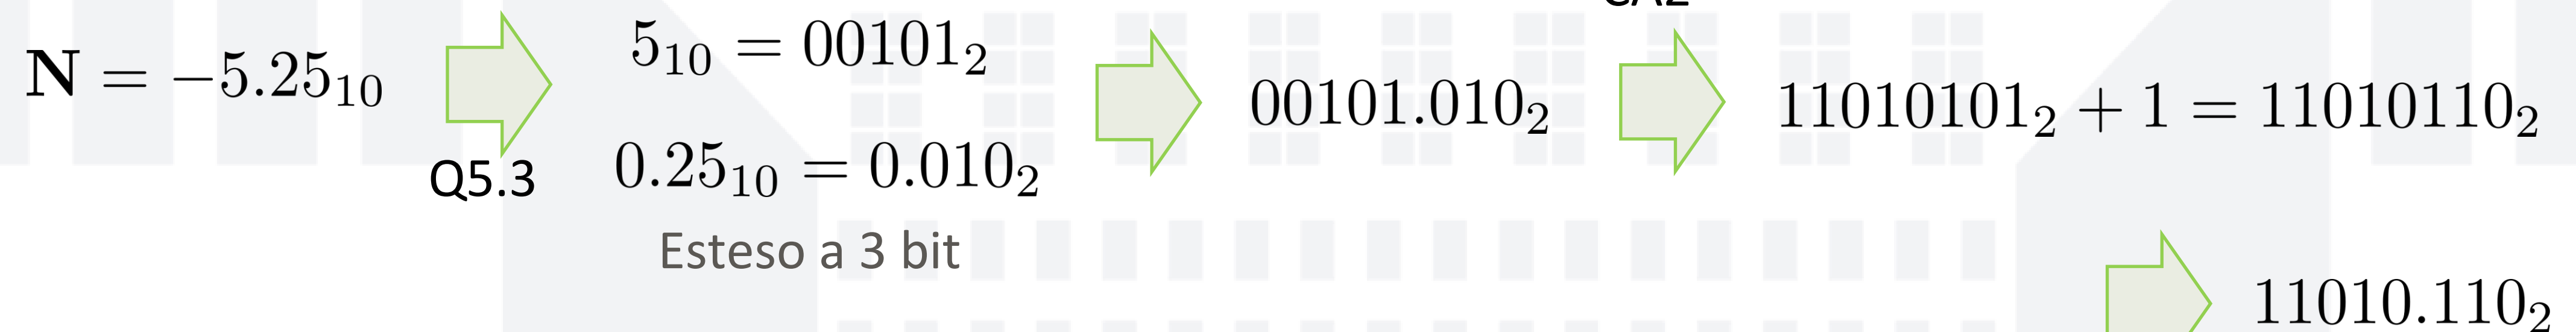 N = −5.25₁₀
Q5.3
5₁₀ = 00101₂
0.25₁₀ = 0.010₂
Esteso a 3 bit
00101.010₂
CA2
11010101₂ + 1 = 11010110₂
11010.110₂